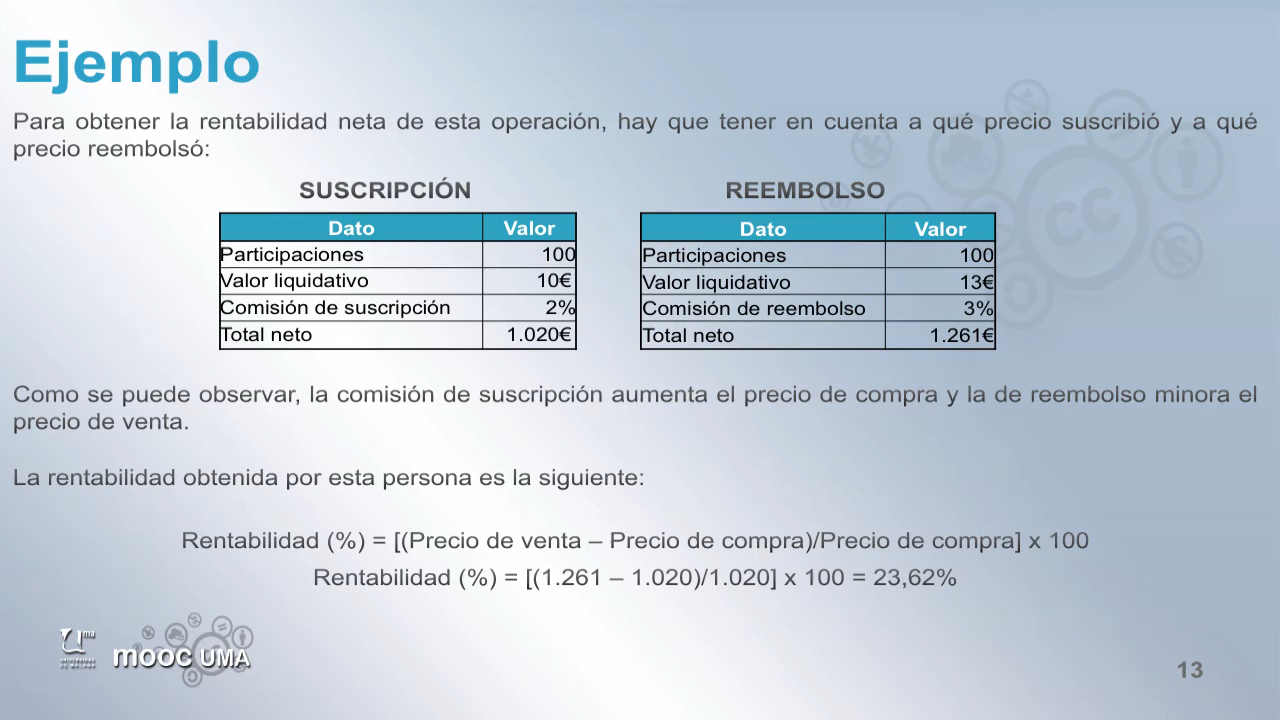 Ejemplo
Para obtener la rentabilidad neta de esta operación, hay que tener en cuenta a qué precio suscribió y a qué
precio reembolsó:
SUSCRIPCIÓN
Dato Valor
Participaciones 100
Valor liquidativo 10€
Comisión de suscripción 2%
Total neto 1.020€
REEMBOLSO
Dato Valor
Participaciones 100
Valor liquidativo 13€
Comisión de reembolso 3%
Total neto 1.261€
Como se puede observar, la comisión de suscripción aumenta el precio de compra y la de reembolso minora el
precio de venta.
La rentabilidad obtenida por esta persona es la siguiente:
Rentabilidad (%) = [(Precio de venta – Precio de compra)/Precio de compra] x 100
Rentabilidad (%) = [(1.261 – 1.020)/1.020] x 100 = 23,62%
mooc UMA
13